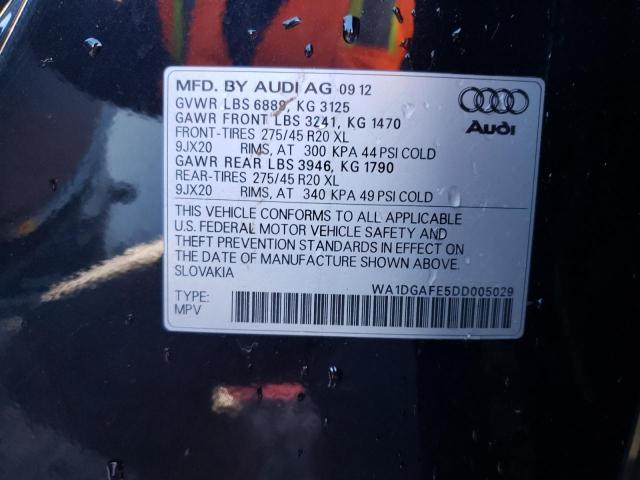 MFD. BY AUDI AG 09 12
GVWR LBS 6889, KG 3125
GAWR FRONT LBS 3241, KG 1470
FRONT-TIRES 275/45 R20 XL
9JX20 RIMS, AT 300 KPA 44 PSI COLD
GAWR REAR LBS 3946, KG 1790
REAR-TIRES 275/45 R20 XL
9JX20 RIMS, AT 340 KPA 49 PSI COLD
Audi
THIS VEHICLE CONFORMS TO ALL APPLICABLE
U.S. FEDERAL MOTOR VEHICLE SAFETY AND
THEFT PREVENTION STANDARDS IN EFFECT ON
THE DATE OF MANUFACTURE SHOWN ABOVE.
SLOVAKIA
WA1DGAFE5DD005029
TYPE:
MPV